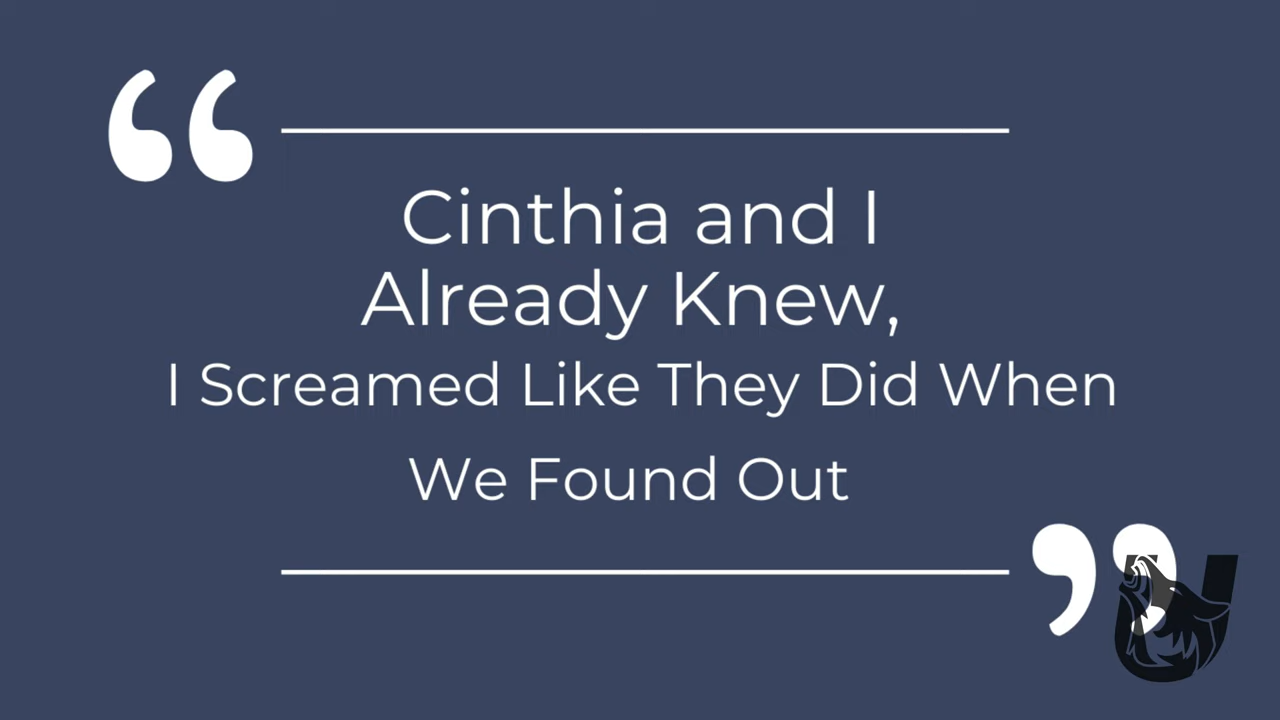 “
Cinthia and I
Already Knew,
I Screamed Like They Did When
We Found Out
”
U